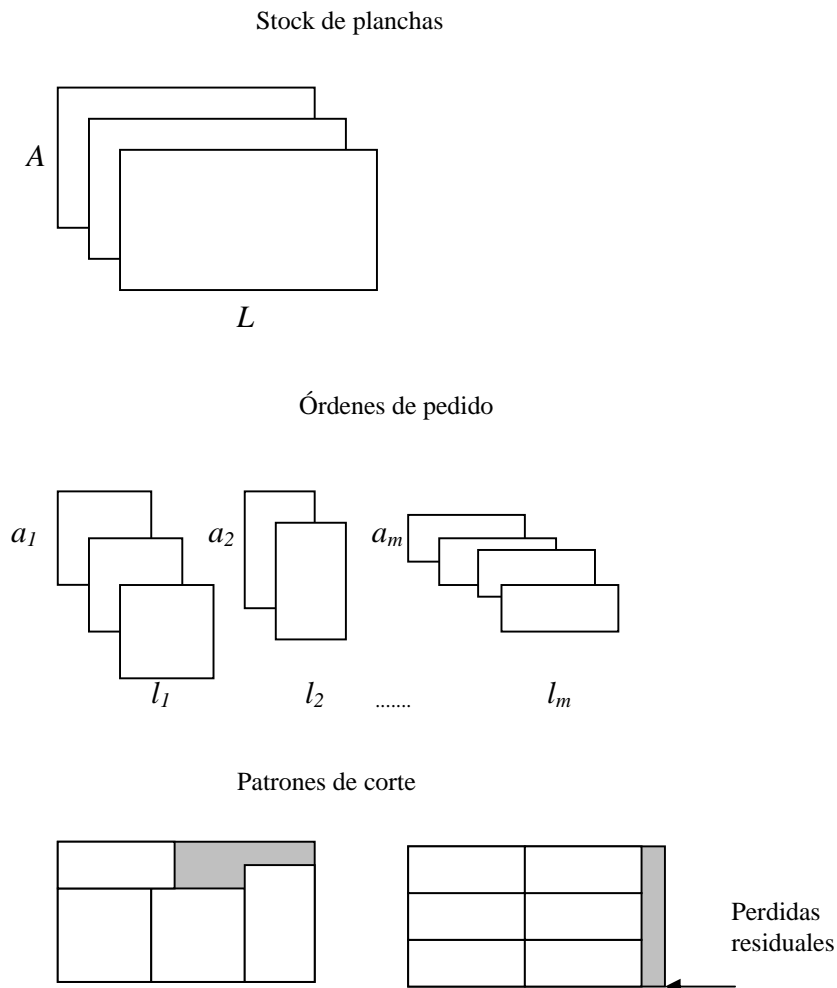 Stock de planchas
A
L
Órdenes de pedido
a1 a2 am
l1 l2 ....... lm
Patrones de corte
Perdidas
residuales